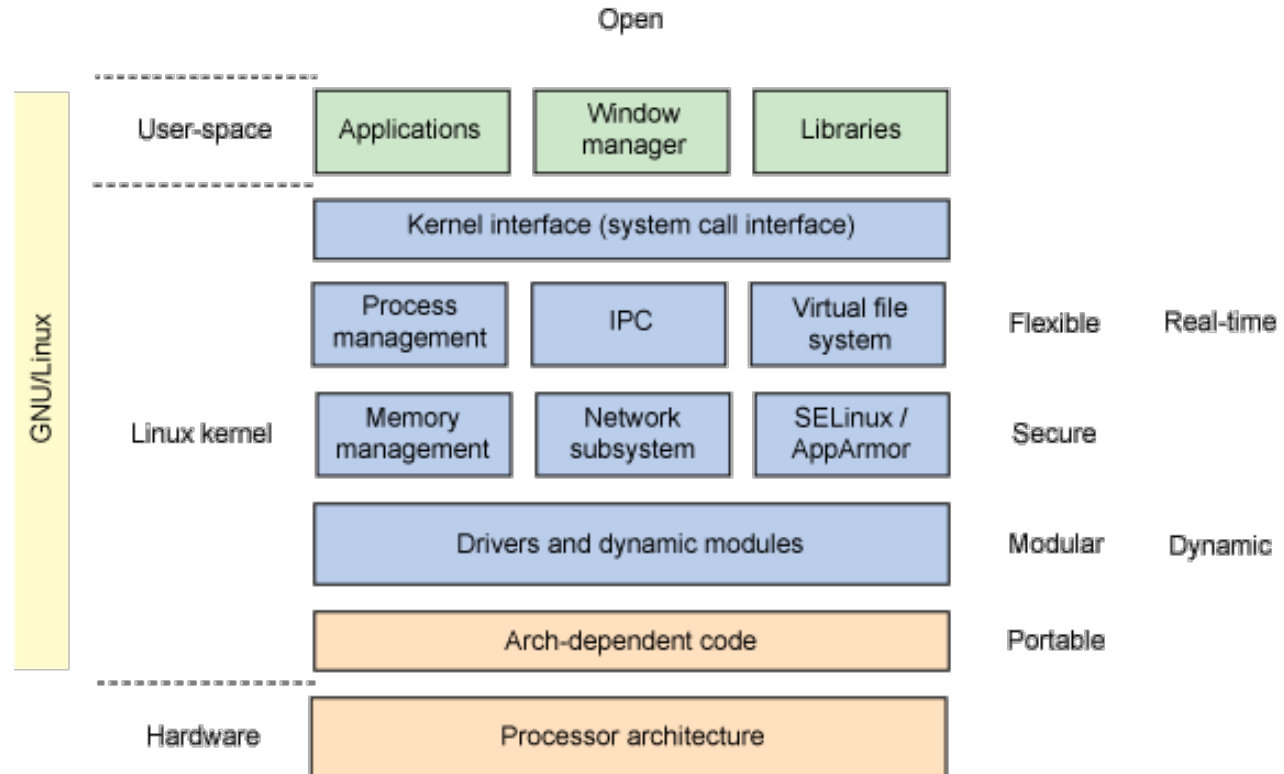 Open
GNU/Linux
User-space
Applications
Window
manager
Libraries
Kernel interface (system call interface)
Process
management
IPC
Virtual file
system
Flexible
Real-time
Linux kernel
Memory
management
Network
subsystem
SELinux /
AppArmor
Secure
Drivers and dynamic modules
Modular
Dynamic
Arch-dependent code
Portable
Hardware
Processor architecture